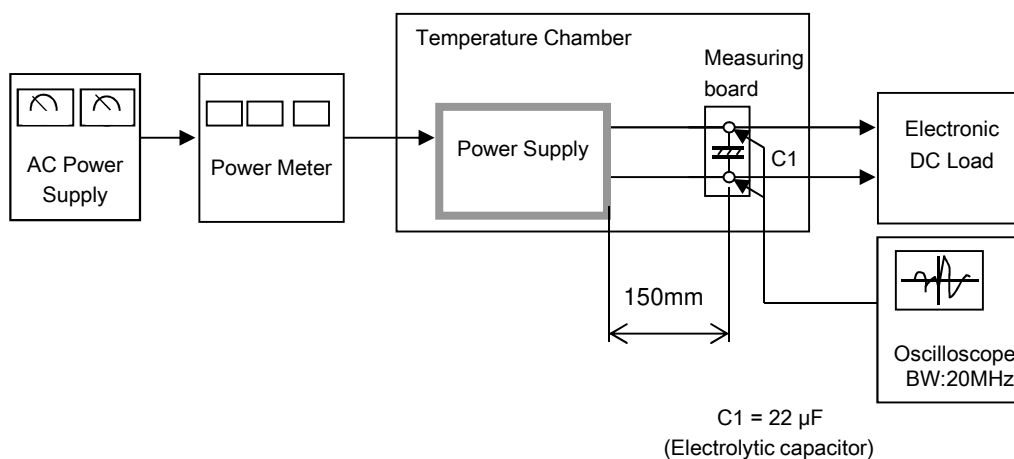 Temperature Chamber
Measuring
board
AC Power
Supply
Power Meter
Power Supply
C1
Electronic
DC Load
150mm
Oscilloscope
BW:20MHz
C1 = 22 µF
(Electrolytic capacitor)